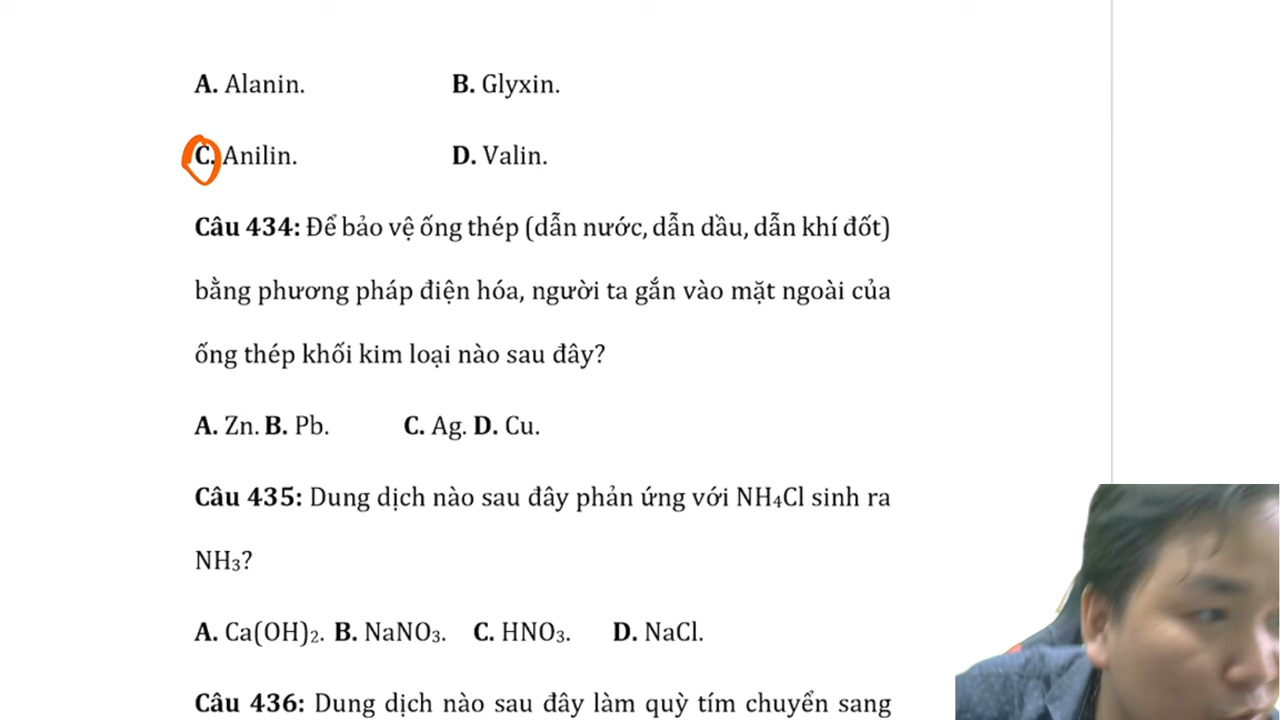 A. Alanin. B. Glyxin.
C. Anilin. D. Valin.
Câu 434: Để bảo vệ ống thép (dẫn nước, dẫn dầu, dẫn khí đốt)
bằng phương pháp điện hóa, người ta gắn vào mặt ngoài của
ống thép khối kim loại nào sau đây?
A. Zn. B. Pb. C. Ag. D. Cu.
Câu 435: Dung dịch nào sau đây phản ứng với NH₄Cl sinh ra
NH₃?
A. Ca(OH)₂. B. NaNO₃. C. HNO₃. D. NaCl.
Câu 436: Dung dịch nào sau đây làm quỳ tím chuyển sang